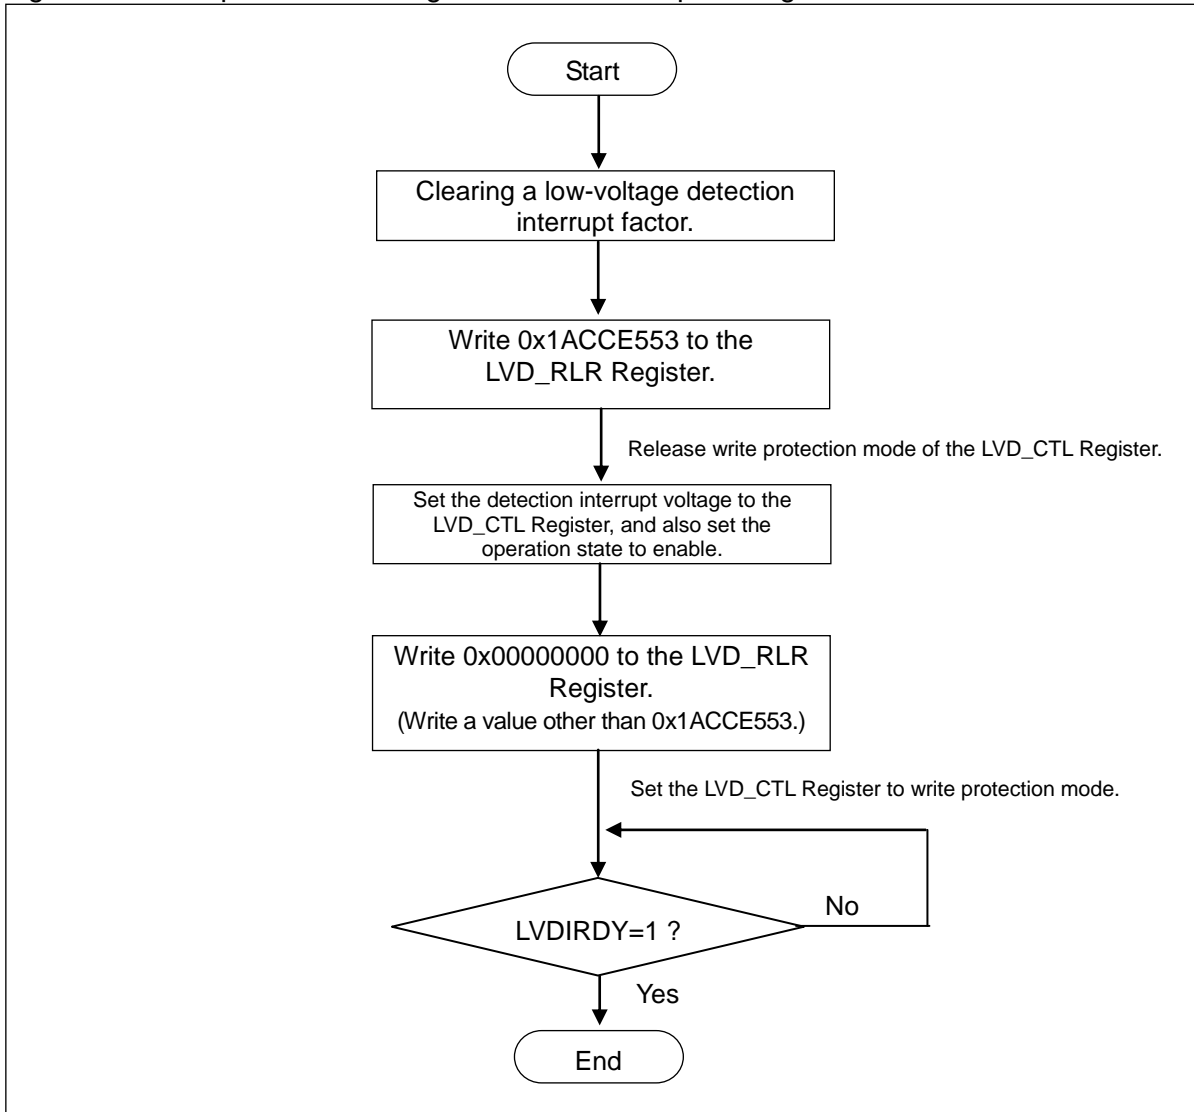 Start
Clearing a low-voltage detection
interrupt factor.
Write 0x1ACCE553 to the
LVD_RLR Register.
Release write protection mode of the LVD_CTL Register.
Set the detection interrupt voltage to the
LVD_CTL Register, and also set the
operation state to enable.
Write 0x00000000 to the LVD_RLR
Register.
(Write a value other than 0x1ACCE553.)
Set the LVD_CTL Register to write protection mode.
LVDIRDY=1 ?
No
Yes
End